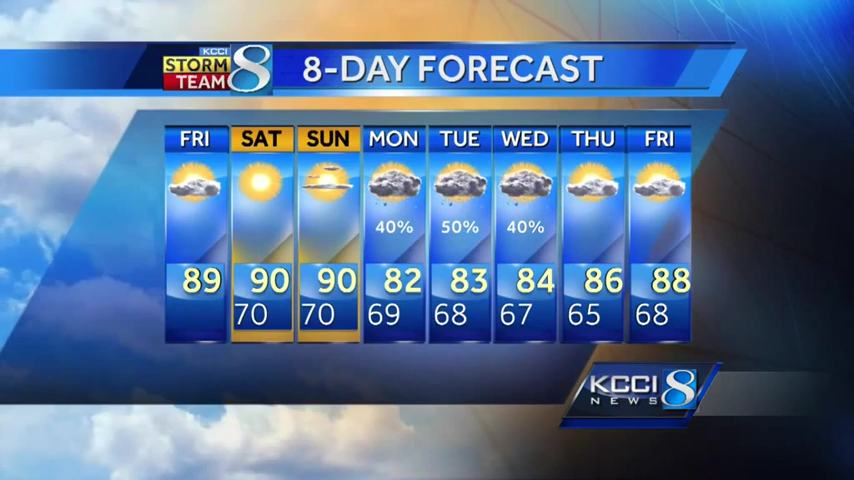 KCCI
STORM
TEAM 8
8-DAY FORECAST
FRI SAT SUN MON TUE WED THU FRI
40% 50% 40%
89 90 90 82 83 84 86 88
70 70 69 68 67 65 68
KCCI 8
NEWS